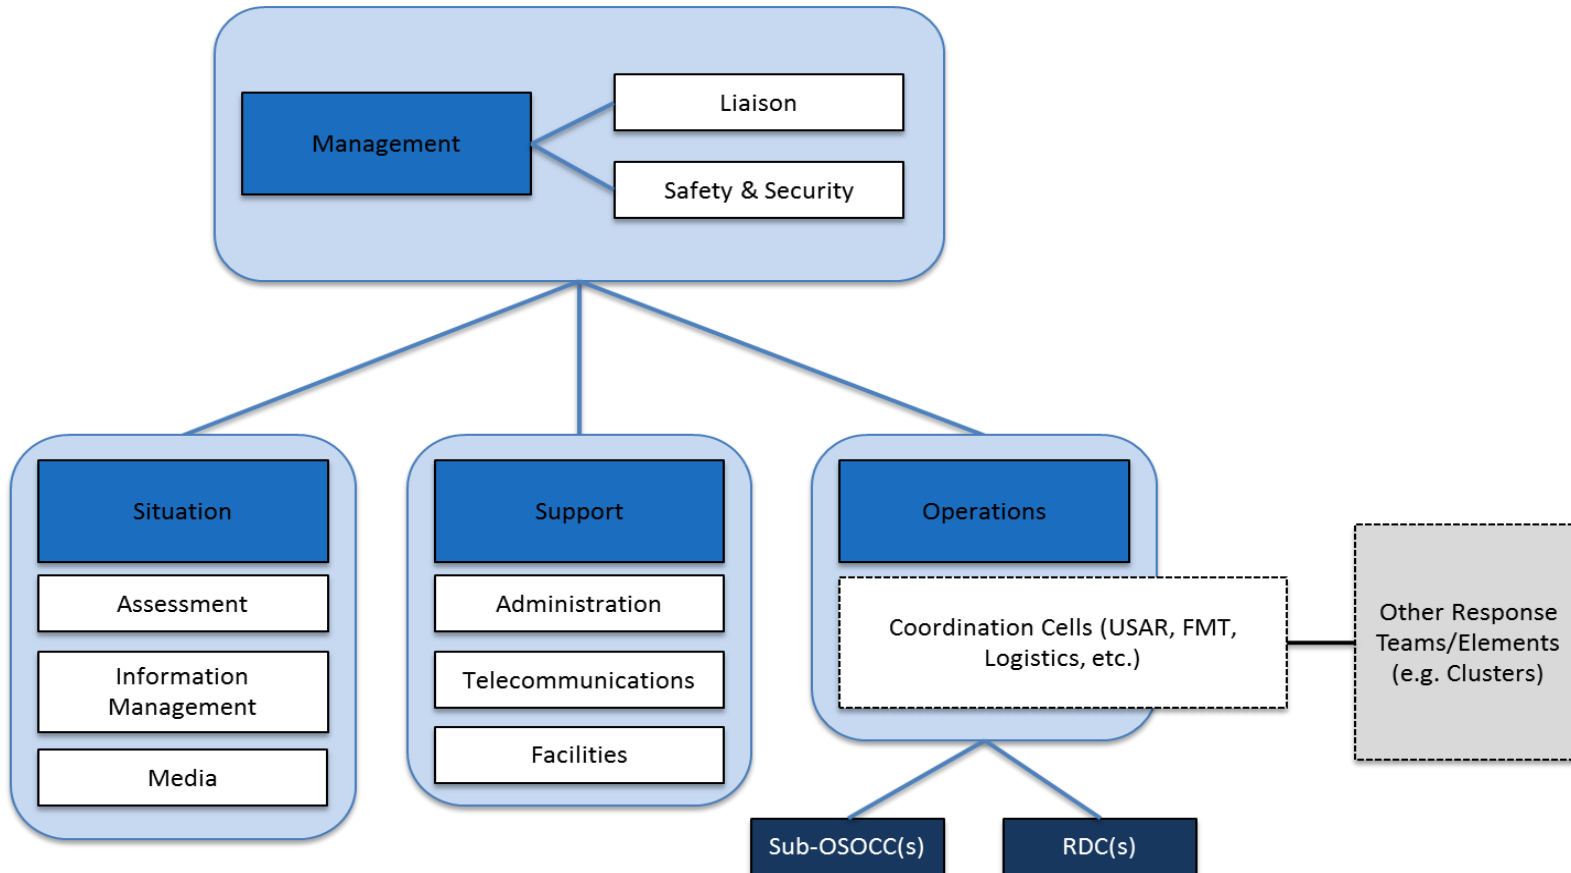 Management
Liaison
Safety & Security
Situation
Assessment
Information
Management
Media
Support
Administration
Telecommunications
Facilities
Operations
Coordination Cells (USAR, FMT,
Logistics, etc.)
Other Response
Teams/Elements
(e.g. Clusters)
Sub-OSOCC(s)
RDC(s)